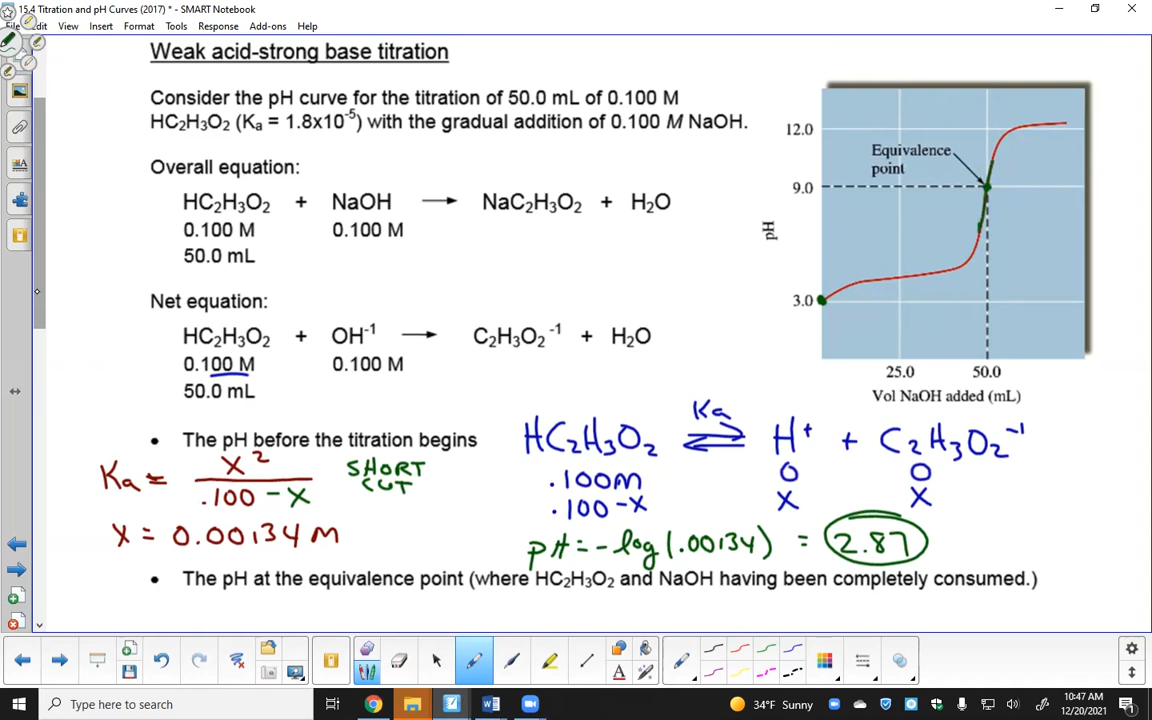 15.4 Titration and pH Curves (2017) * - SMART Notebook
File Edit View Insert Format Tools Response Add-ons Help
Weak acid-strong base titration
Consider the pH curve for the titration of 50.0 mL of 0.100 M
HC₂H₃O₂ (Kₐ = 1.8x10⁻⁵) with the gradual addition of 0.100 M NaOH.
Overall equation:
HC₂H₃O₂ + NaOH → NaC₂H₃O₂ + H₂O
0.100 M 0.100 M
50.0 mL
Net equation:
HC₂H₃O₂ + OH⁻¹ → C₂H₃O₂⁻¹ + H₂O
0.100 M 0.100 M
50.0 mL
12.0
Equivalence
point
9.0
pH
3.0
25.0 50.0
Vol NaOH added (mL)
• The pH before the titration begins
Ka = x² / .100 - x
SHORT
CUT
x = 0.00134 M
Ka
HC₂H₃O₂ ⇌ H⁺ + C₂H₃O₂⁻¹
.100M 0 0
.100-x x x
pH = -log(.00134) = 2.87
• The pH at the equivalence point (where HC₂H₃O₂ and NaOH having been completely consumed.)
Type here to search
34°F Sunny
10:47 AM
12/20/2021
1